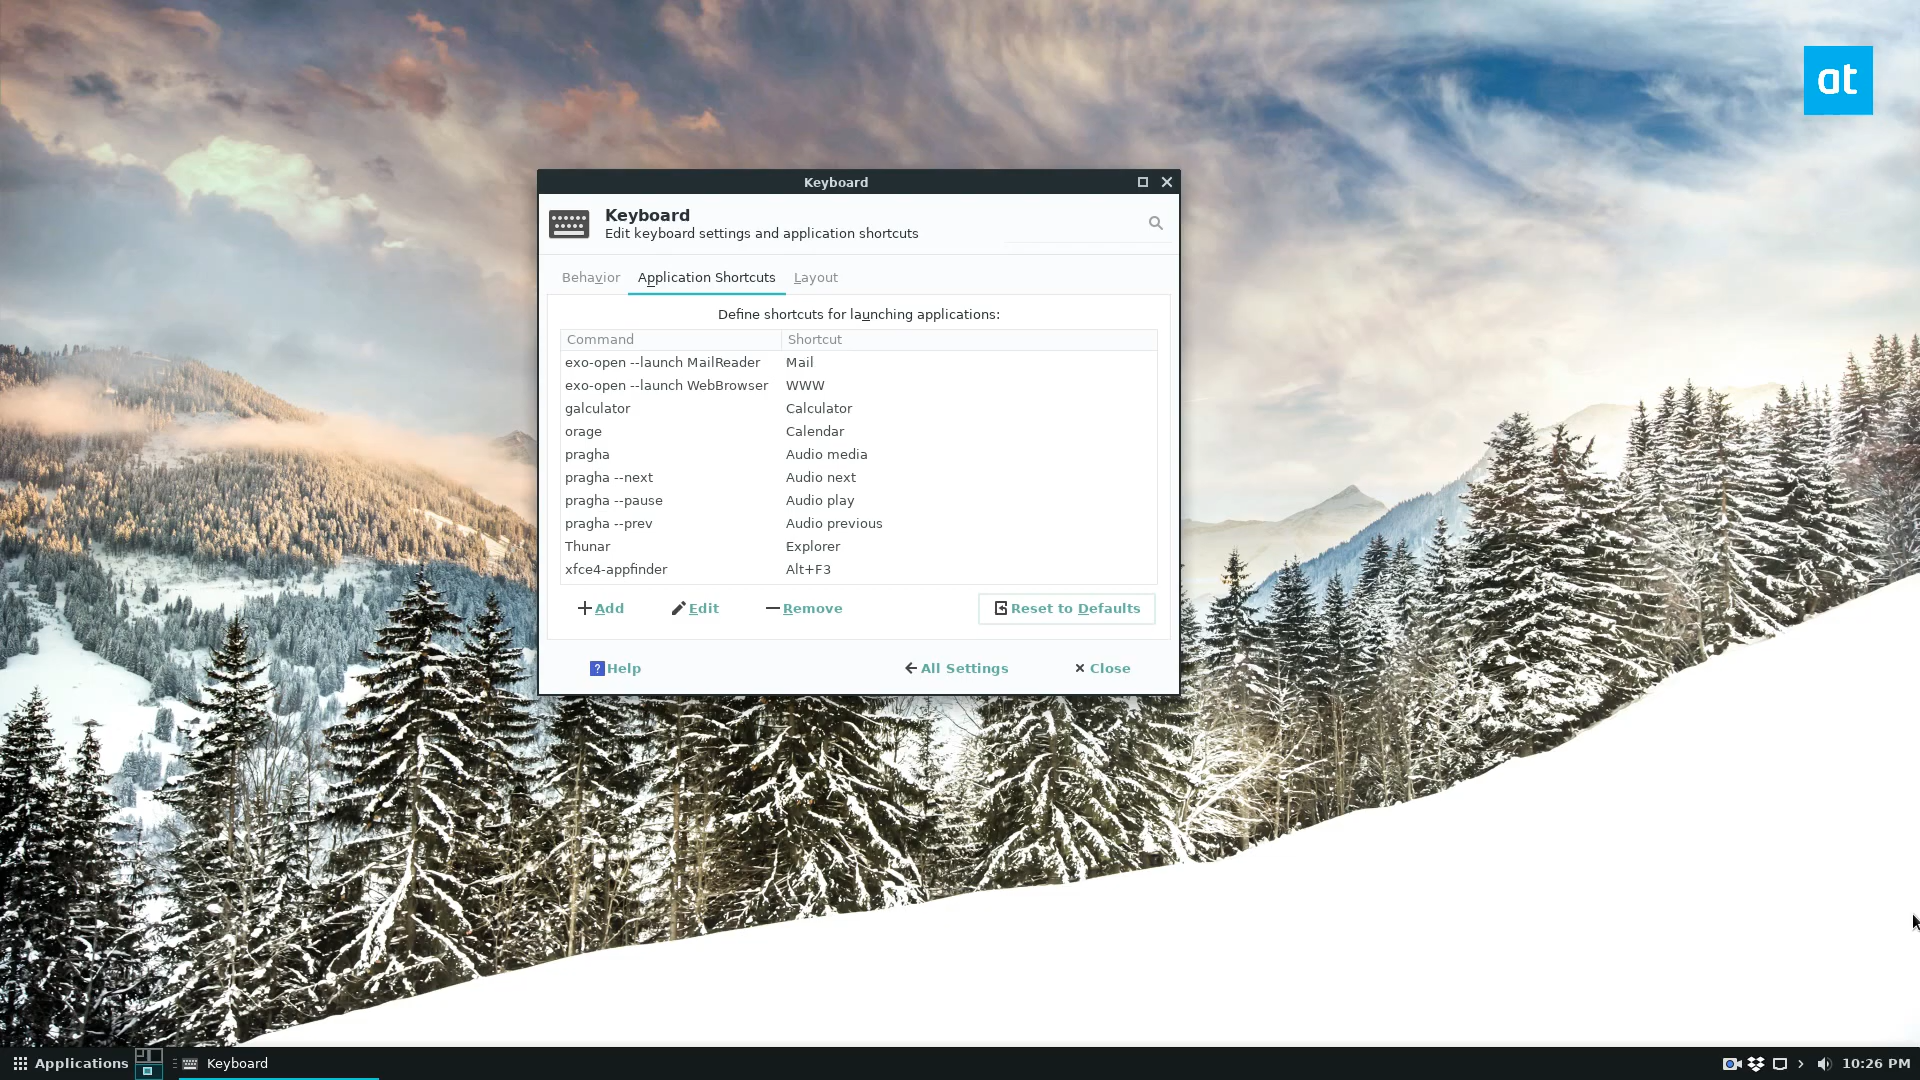 at
Keyboard
Keyboard
Edit keyboard settings and application shortcuts
Behavior Application Shortcuts Layout
Define shortcuts for launching applications:
Command Shortcut
exo-open --launch MailReader Mail
exo-open --launch WebBrowser WWW
galculator Calculator
orage Calendar
pragha Audio media
pragha --next Audio next
pragha --pause Audio play
pragha --prev Audio previous
Thunar Explorer
xfce4-appfinder Alt+F3
Add Edit Remove Reset to Defaults
? Help All Settings Close
Applications Keyboard 10:26 PM